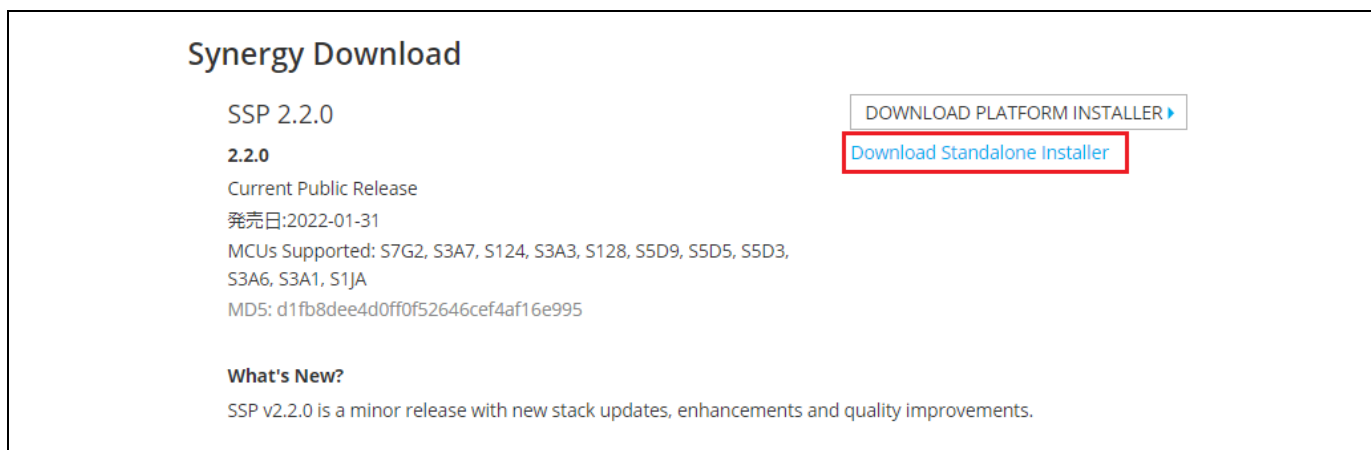 Synergy Download
SSP 2.2.0
DOWNLOAD PLATFORM INSTALLER
2.2.0
Download Standalone Installer
Current Public Release
発売日:2022-01-31
MCUs Supported: S7G2, S3A7, S124, S3A3, S128, S5D9, S5D5, S5D3,
S3A6, S3A1, S1JA
MD5: d1fb8dee4d0ff0f52646cef4af16e995
What's New?
SSP v2.2.0 is a minor release with new stack updates, enhancements and quality improvements.